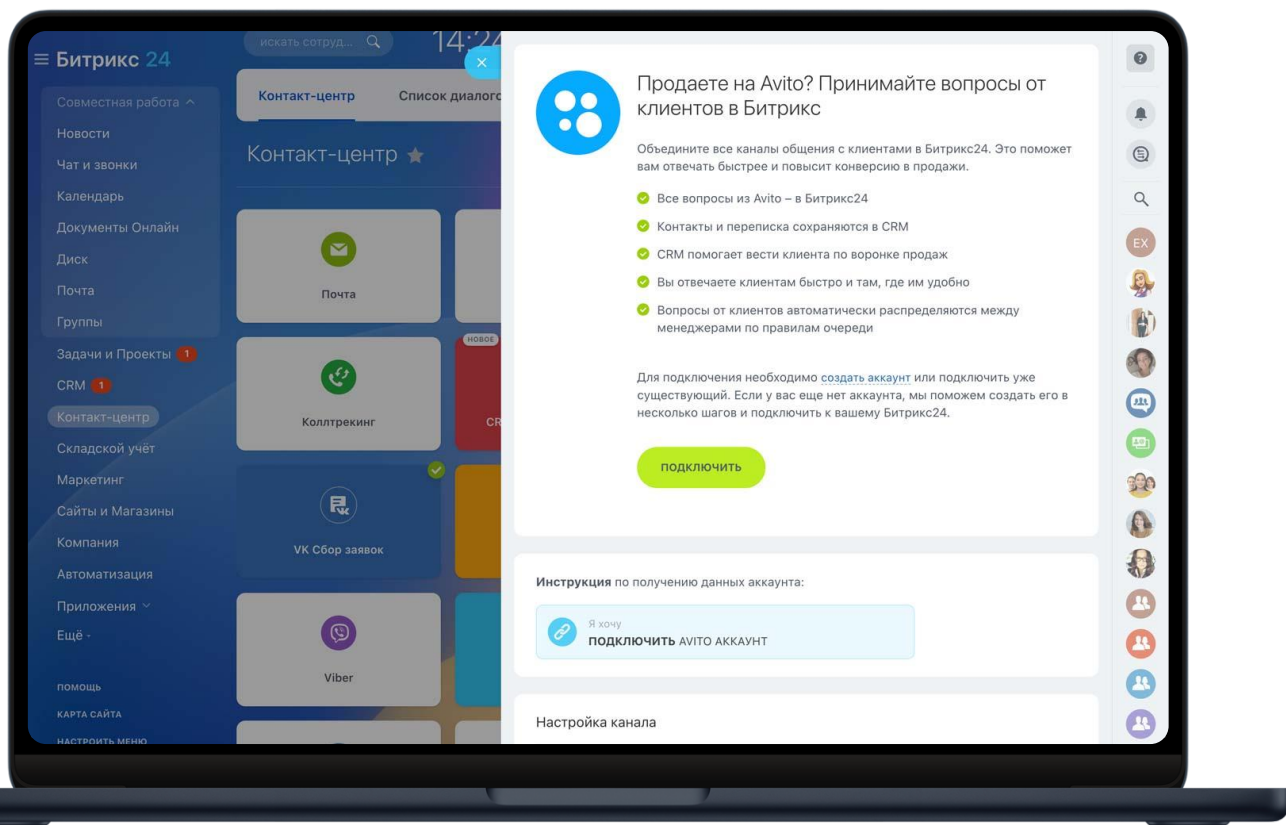 Битрикс 24
искать сотруд...
14:24
Совместная работа
Новости
Чат и звонки
Календарь
Документы Онлайн
Диск
Почта
Группы
Задачи и Проекты 1
CRM 1
Контакт-центр
Складской учёт
Маркетинг
Сайты и Магазины
Компания
Автоматизация
Приложения
Ещё -
ПОМОЩЬ
КАРТА САЙТА
НАСТРОИТЬ МЕНЮ
Контакт-центр
Список диалого
Контакт-центр
Почта
Коллтрекинг
НОВОЕ
CR
VK Сбор заявок
Viber
Продаете на Avito? Принимайте вопросы от
клиентов в Битрикс
Объедините все каналы общения с клиентами в Битрикс24. Это поможет
вам отвечать быстрее и повысит конверсию в продажи.
Все вопросы из Avito – в Битрикс24
Контакты и переписка сохраняются в CRM
CRM помогает вести клиента по воронке продаж
Вы отвечаете клиентам быстро и там, где им удобно
Вопросы от клиентов автоматически распределяются между
менеджерами по правилам очереди
Для подключения необходимо создать аккаунт или подключить уже
существующий. Если у вас еще нет аккаунта, мы поможем создать его в
несколько шагов и подключить к вашему Битрикс24.
ПОДКЛЮЧИТЬ
Инструкция по получению данных аккаунта:
Я хочу
ПОДКЛЮЧИТЬ AVITO АККАУНТ
Настройка канала
EX